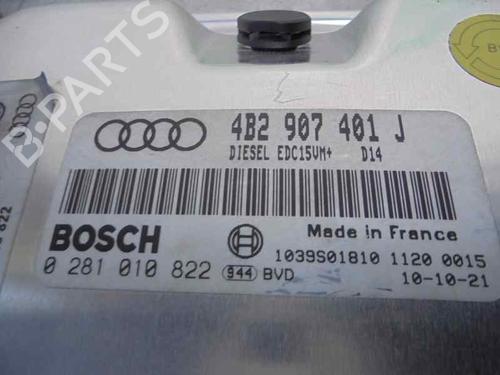 4B2 907 401 J
DIESEL EDC15VM+ D14
BOSCH
Made in France
0 281 010 822
944 BVD
1039S01810 1120 0015
10-10-21
B-PARTS
822